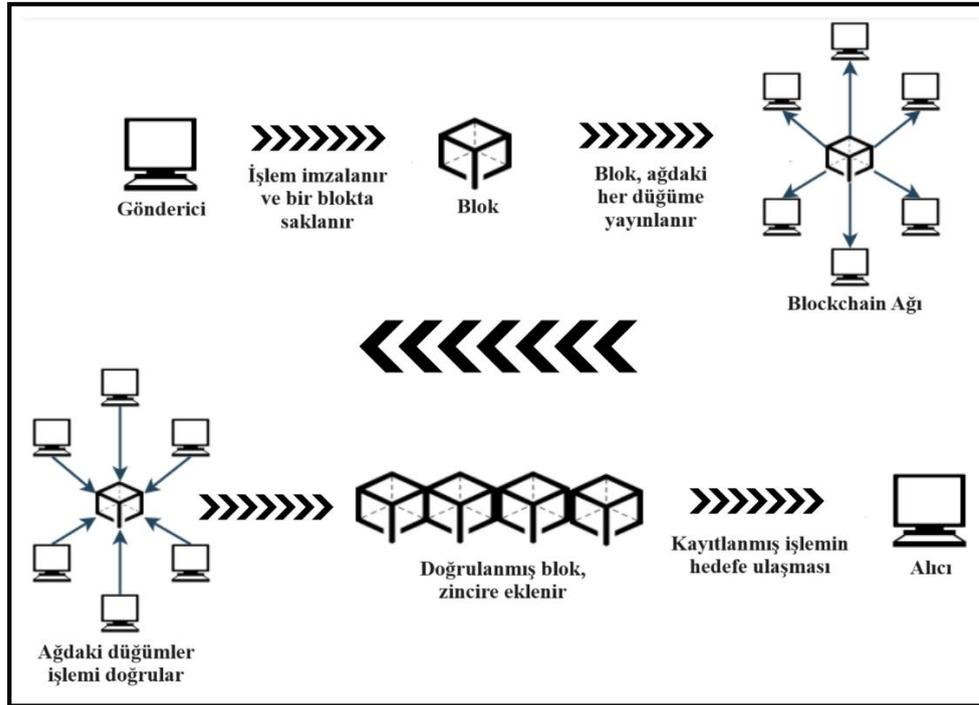 Gönderici
İşlem imzalanır
ve bir blokta
saklanır
Blok
Blok, ağdaki
her düğüme
yayınlanır
Blockchain Ağı
Ağdaki düğümler
işlemi doğrular
Doğrulanmış blok,
zincire eklenir
Kayıtlanmış işlemin
hedefe ulaşması
Alıcı